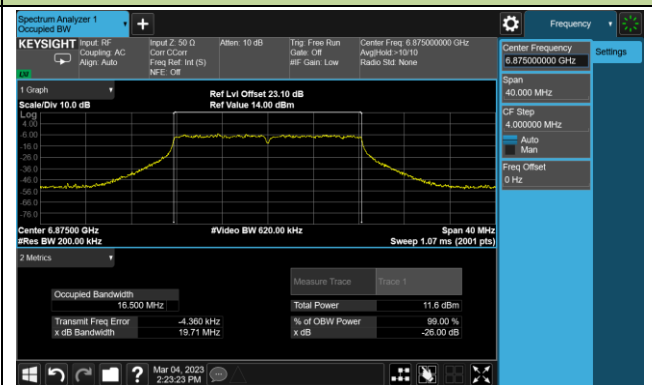 Spectrum Analyzer 1
Occupied BW
Frequency
KEYSIGHT
Input: RF
Coupling: AC
Align: Auto
Input Z: 50 Ω
Corr CCorr
Freq Ref: Int (S)
NFE: Off
Atten: 10 dB
Trig: Free Run
Gate: Off
#IF Gain: Low
Center Freq: 6.875000000 GHz
Avg|Hold:>10/10
Radio Std: None
Center Frequency
6.875000000 GHz
Settings
Span
40.000 MHz
CF Step
4.000000 MHz
Auto
Man
Freq Offset
0 Hz
1 Graph
Scale/Div 10.0 dB
Ref Lvl Offset 23.10 dB
Ref Value 14.00 dBm
Log
4.00
-6.00
-16.0
-26.0
-36.0
-46.0
-56.0
-66.0
-76.0
Center 6.87500 GHz
#Res BW 200.00 kHz
#Video BW 620.00 kHz
Span 40 MHz
Sweep 1.07 ms (2001 pts)
2 Metrics
Measure Trace
Trace 1
Occupied Bandwidth
16.500 MHz
Total Power
11.6 dBm
Transmit Freq Error
-4.360 kHz
% of OBW Power
99.00 %
x dB Bandwidth
19.71 MHz
x dB
-26.00 dB
Mar 04, 2023
2:23:23 PM